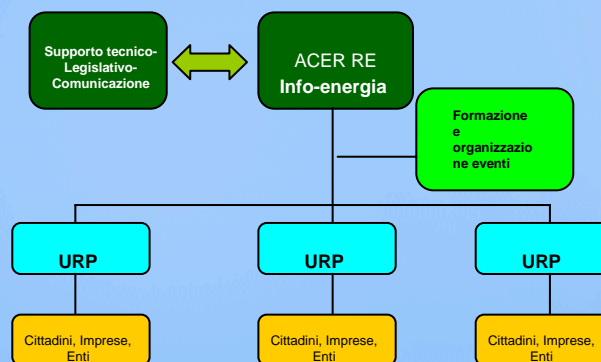 Supporto tecnico-
Legislativo-
Comunicazione
ACER RE
Info-energia
Formazione
e
organizzazio
ne eventi
URP
URP
URP
Cittadini, Imprese,
Enti
Cittadini, Imprese,
Enti
Cittadini, Imprese,
Enti